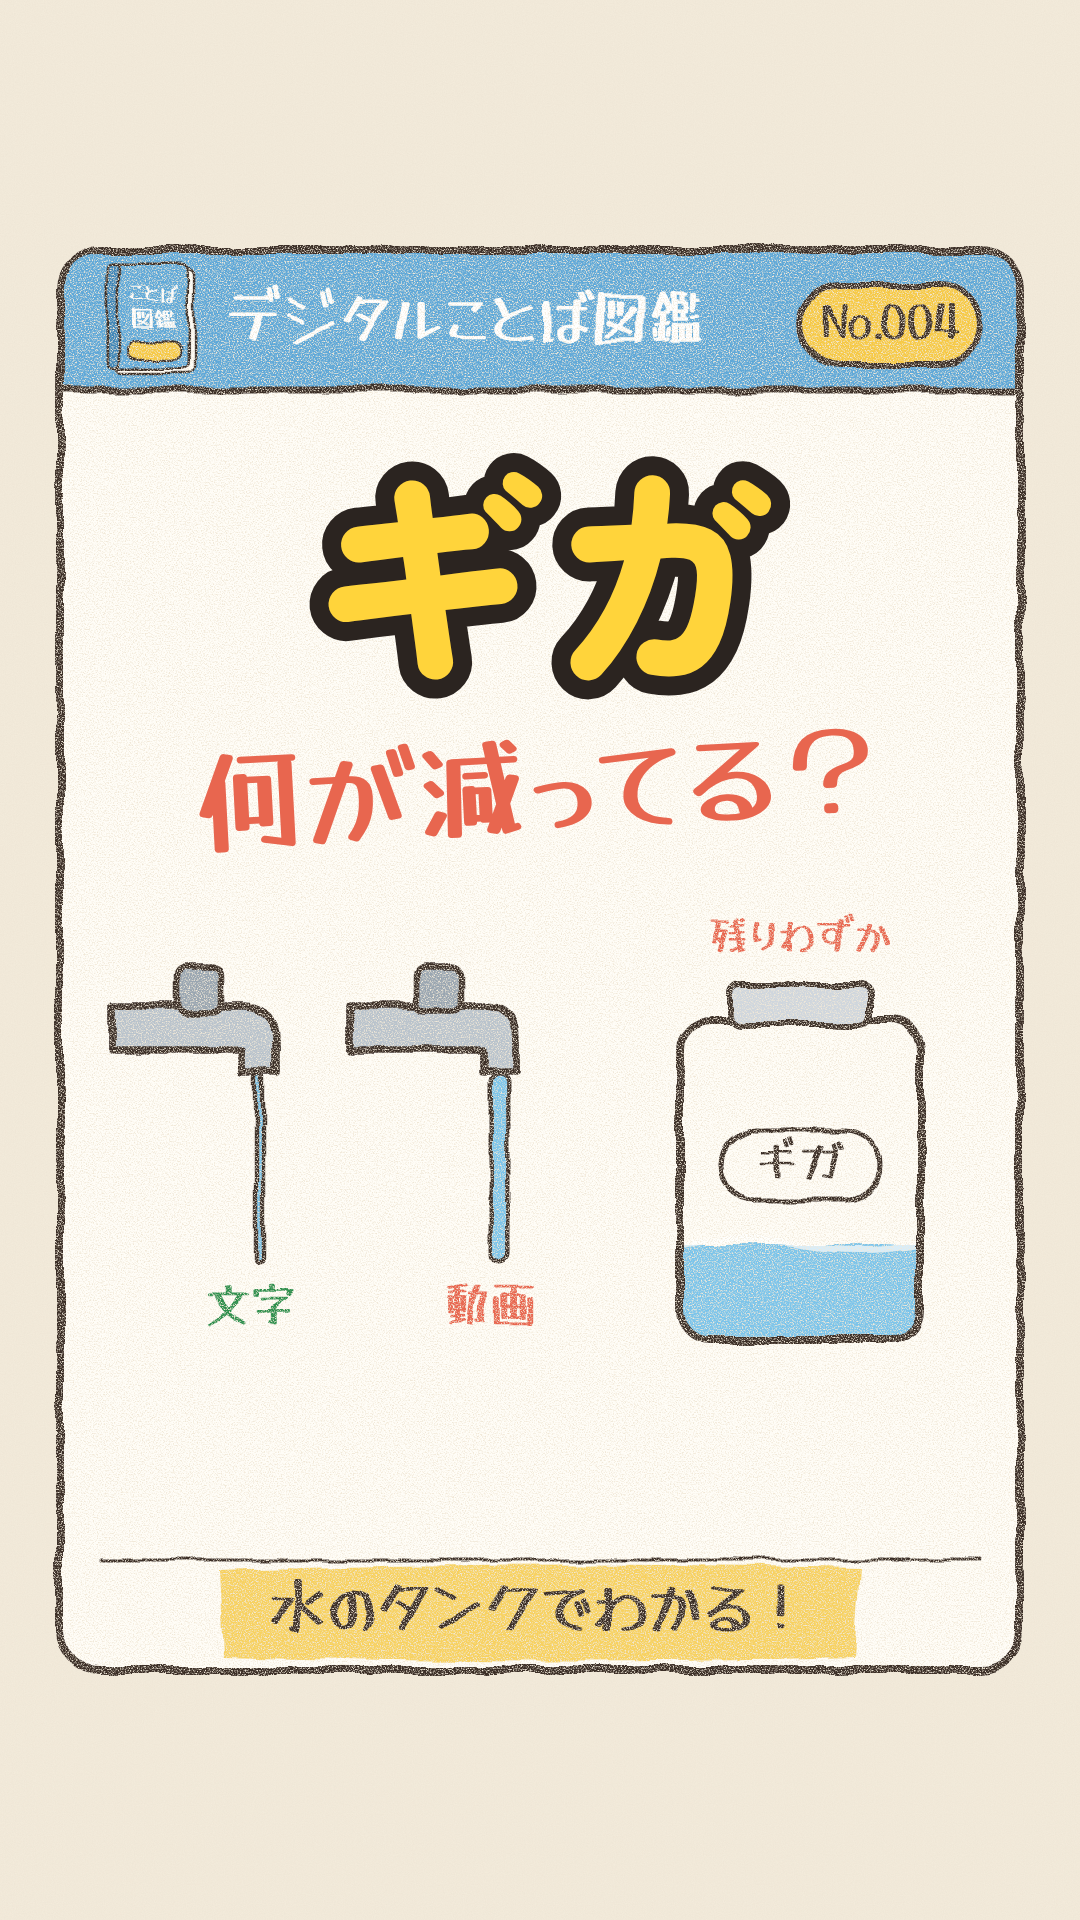 ことば
図鑑
デジタルことば図鑑
No.004
ギガ
何が減ってる？
残りわずか
ギガ
文字
動画
水のタンクでわかる！